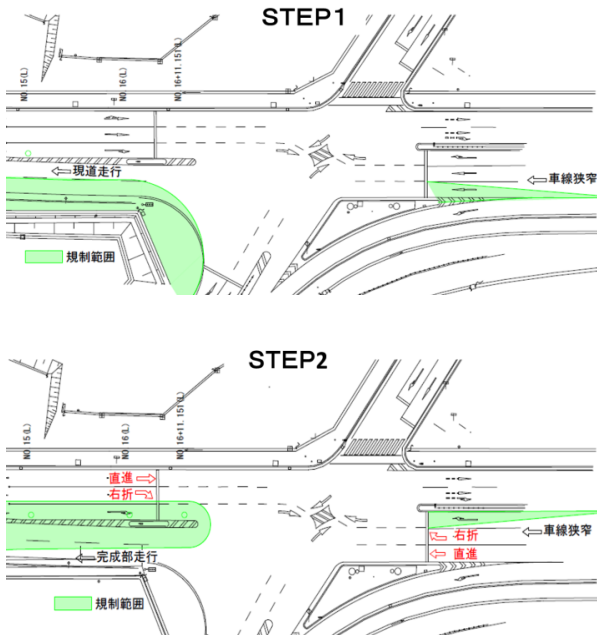 STEP1
NO.15(L)
NO.16(L)
NO.16+11.151(L)
現道走行
車線狭窄
規制範囲
STEP2
NO.15(L)
NO.16(L)
NO.16+11.151(L)
直進
右折
右折
車線狭窄
直進
完成部走行
規制範囲